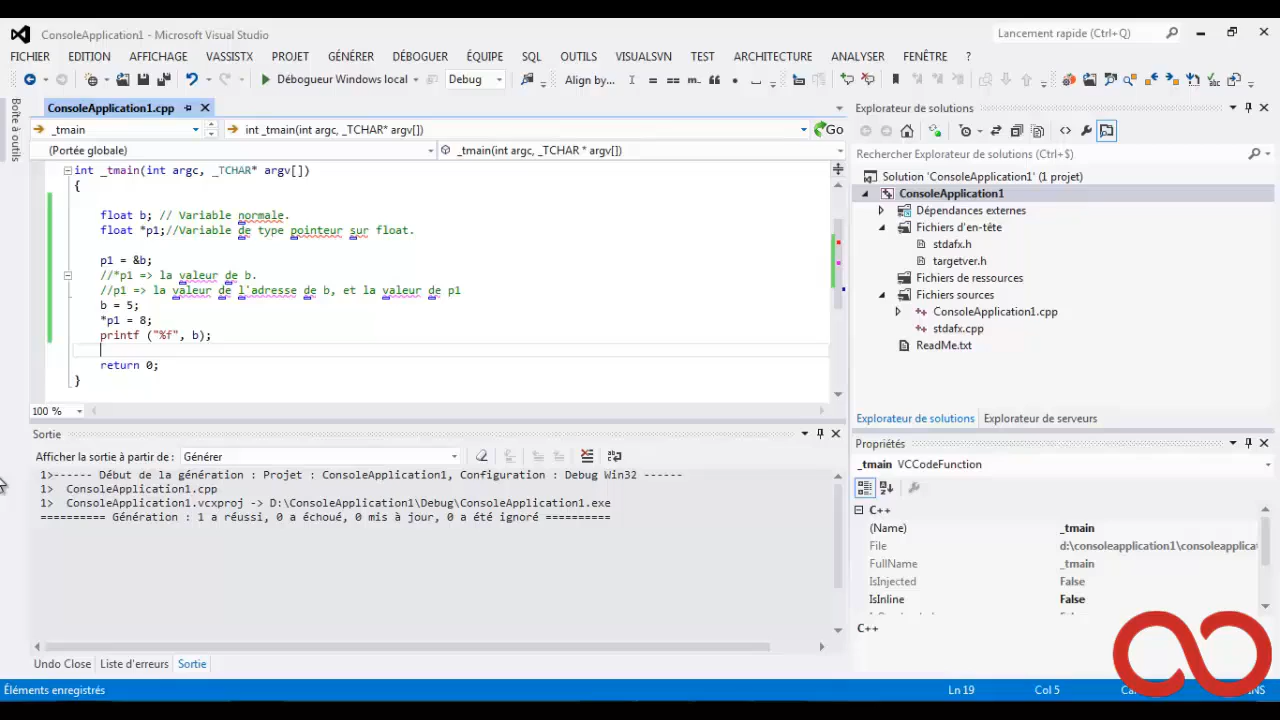 ConsoleApplication1 - Microsoft Visual Studio
Lancement rapide (Ctrl+Q)
FICHIER EDITION AFFICHAGE VASSISTX PROJET GÉNÉRER DÉBOGUER ÉQUIPE SQL OUTILS VISUALSVN TEST ARCHITECTURE ANALYSER FENÊTRE ?
Débogueur Windows local Debug Align by...
Boîte à outils
ConsoleApplication1.cpp
_tmain int _tmain(int argc, _TCHAR* argv[]) Go
(Portée globale) _tmain(int argc, _TCHAR * argv[])
int _tmain(int argc, _TCHAR* argv[])
{
float b; // Variable normale.
float *p1;//Variable de type pointeur sur float.
p1 = &b;
//*p1 => la valeur de b.
//p1 => la valeur de l'adresse de b, et la valeur de p1
b = 5;
*p1 = 8;
printf ("%f", b);
return 0;
}
100 %
Sortie
Afficher la sortie à partir de : Générer
1>------ Début de la génération : Projet : ConsoleApplication1, Configuration : Debug Win32 ------
1> ConsoleApplication1.cpp
1> ConsoleApplication1.vcxproj -> D:\ConsoleApplication1\Debug\ConsoleApplication1.exe
========== Génération : 1 a réussi, 0 a échoué, 0 mis à jour, 0 a été ignoré ==========
Undo Close Liste d'erreurs Sortie
Explorateur de solutions
Rechercher Explorateur de solutions (Ctrl+$)
Solution 'ConsoleApplication1' (1 projet)
ConsoleApplication1
Dépendances externes
Fichiers d'en-tête
stdafx.h
targetver.h
Fichiers de ressources
Fichiers sources
ConsoleApplication1.cpp
stdafx.cpp
ReadMe.txt
Explorateur de solutions Explorateur de serveurs
Propriétés
_tmain VCCodeFunction
C++
(Name) _tmain
File d:\consoleapplication1\consoleapplica
FullName _tmain
IsInjected False
IsInline False
C++
Éléments enregistrés Ln 19 Col 5